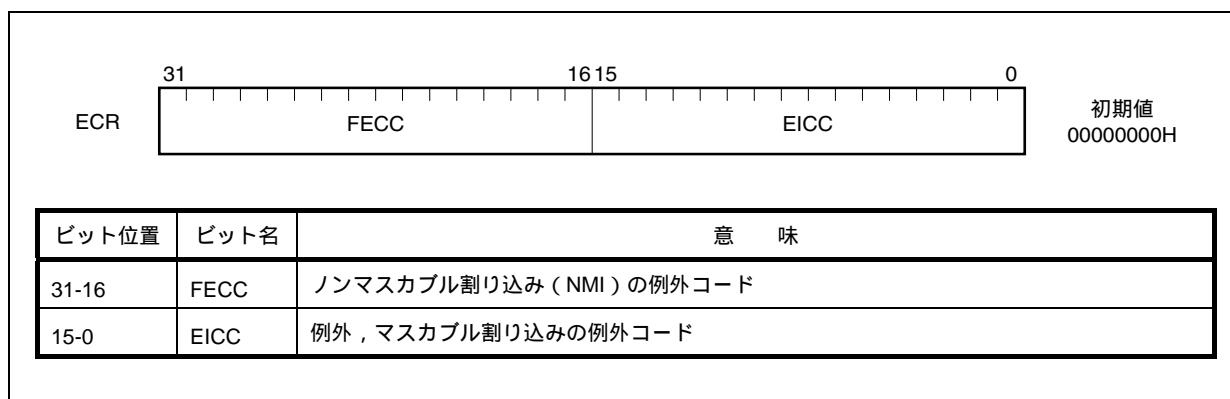 31 16 15 0
ECR FECC EICC 初期値
00000000H
ビット位置 ビット名 意 味
31-16 FECC ノンマスカブル割り込み（NMI）の例外コード
15-0 EICC 例外，マスカブル割り込みの例外コード